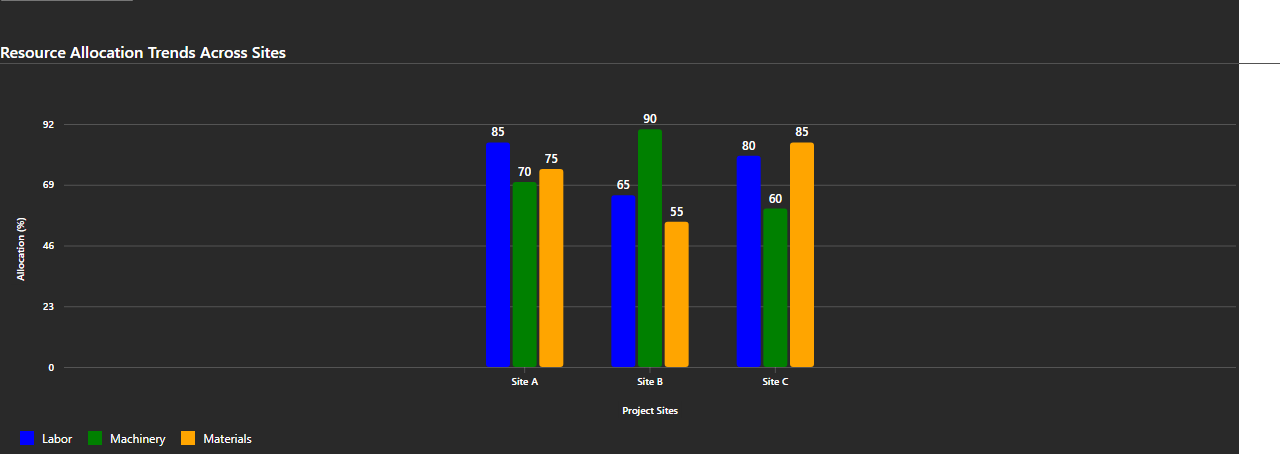 Resource Allocation Trends Across Sites
92
69
46
23
0
Allocation (%)
85
70
75
65
90
55
80
60
85
Site A
Site B
Site C
Project Sites
Labor
Machinery
Materials